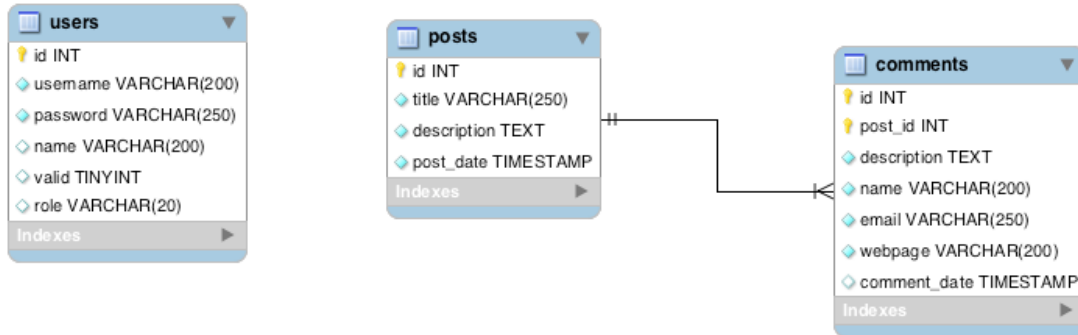 users
id INT
username VARCHAR(200)
password VARCHAR(250)
name VARCHAR(200)
valid TINYINT
role VARCHAR(20)
Indexes
posts
id INT
title VARCHAR(250)
description TEXT
post_date TIMESTAMP
Indexes
comments
id INT
post_id INT
description TEXT
name VARCHAR(200)
email VARCHAR(250)
webpage VARCHAR(200)
comment_date TIMESTAMP
Indexes